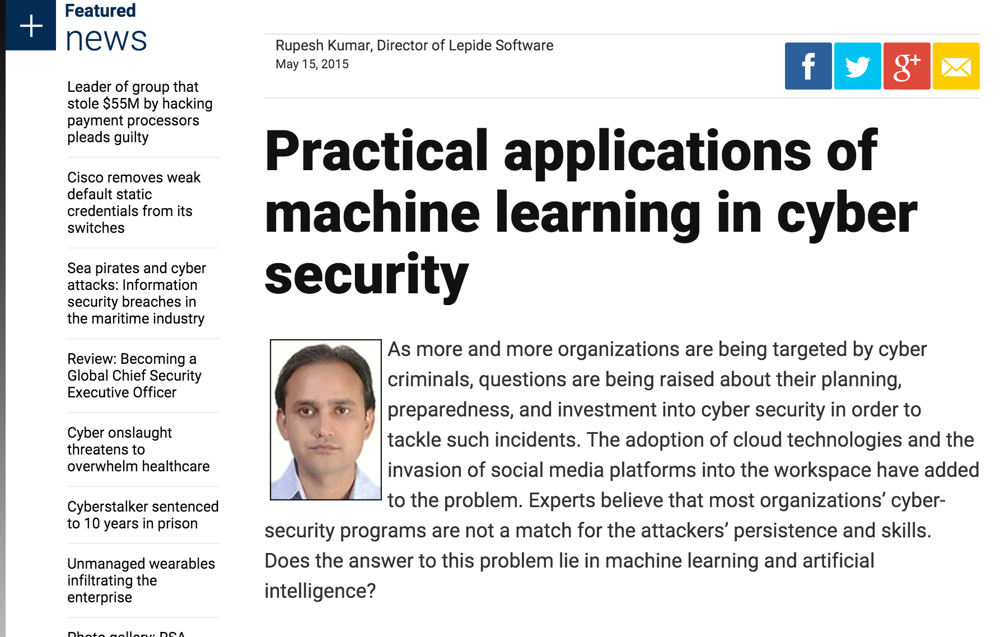 Featured
news
Leader of group that
stole $55M by hacking
payment processors
pleads guilty
Cisco removes weak
default static
credentials from its
switches
Sea pirates and cyber
attacks: Information
security breaches in
the maritime industry
Review: Becoming a
Global Chief Security
Executive Officer
Cyber onslaught
threatens to
overwhelm healthcare
Cyberstalker sentenced
to 10 years in prison
Unmanaged wearables
infiltrating the
enterprise
Photo gallery: RSA
Rupesh Kumar, Director of Lepide Software
May 15, 2015
f
g+
Practical applications of
machine learning in cyber
security
As more and more organizations are being targeted by cyber
criminals, questions are being raised about their planning,
preparedness, and investment into cyber security in order to
tackle such incidents. The adoption of cloud technologies and the
invasion of social media platforms into the workspace have added
to the problem. Experts believe that most organizations’ cyber-
security programs are not a match for the attackers’ persistence and skills.
Does the answer to this problem lie in machine learning and artificial
intelligence?